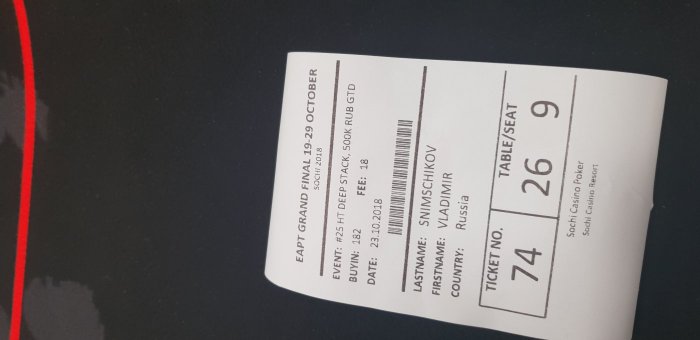 EAPT GRAND FINAL 19-29 OCTOBER
SOCHI 2018
EVENT: #25 HT DEEP STACK, 500K RUB GTD
BUYIN: 182 FEE: 18
DATE: 23.10.2018
LASTNAME: SNIMSCHIKOV
FIRSTNAME: VLADIMIR
COUNTRY: Russia
TICKET NO. TABLE/SEAT
74 26 9
Sochi Casino Poker
Sochi Casino Resort